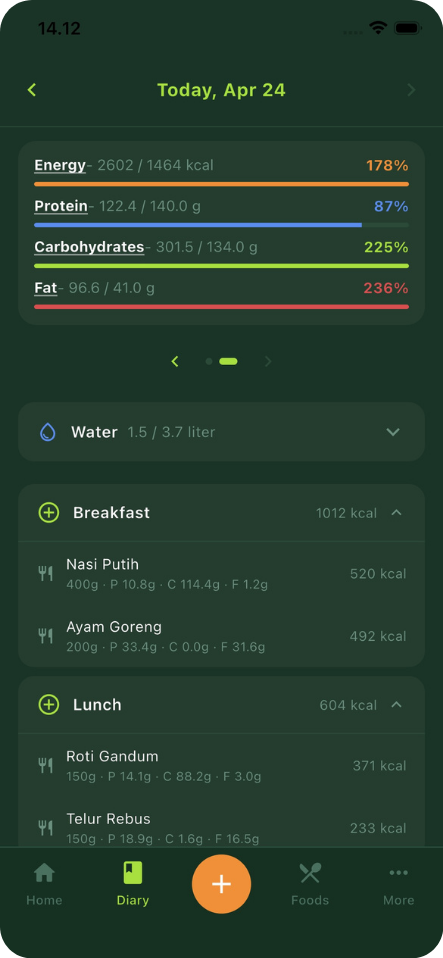 14.12
Today, Apr 24
Energy- 2602 / 1464 kcal 178%
Protein- 122.4 / 140.0 g 87%
Carbohydrates- 301.5 / 134.0 g 225%
Fat- 96.6 / 41.0 g 236%
Water 1.5 / 3.7 liter
Breakfast 1012 kcal
Nasi Putih
400g · P 10.8g · C 114.4g · F 1.2g
520 kcal
Ayam Goreng
200g · P 33.4g · C 0.0g · F 31.6g
492 kcal
Lunch 604 kcal
Roti Gandum
150g · P 14.1g · C 88.2g · F 3.0g
371 kcal
Telur Rebus
150g · P 18.9g · C 1.6g · F 16.5g
233 kcal
Home Diary Foods More